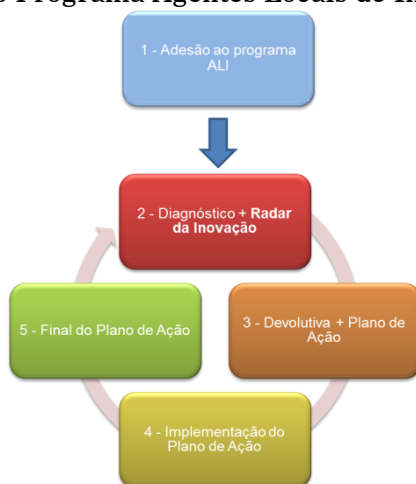 Programa Agentes Locais de
1 - Adesão ao programa
ALI
2 - Diagnóstico + Radar
da Inovação
5 - Final do Plano de Ação
3 - Devolutiva + Plano de
Ação
4 - Implementação do
Plano de Ação